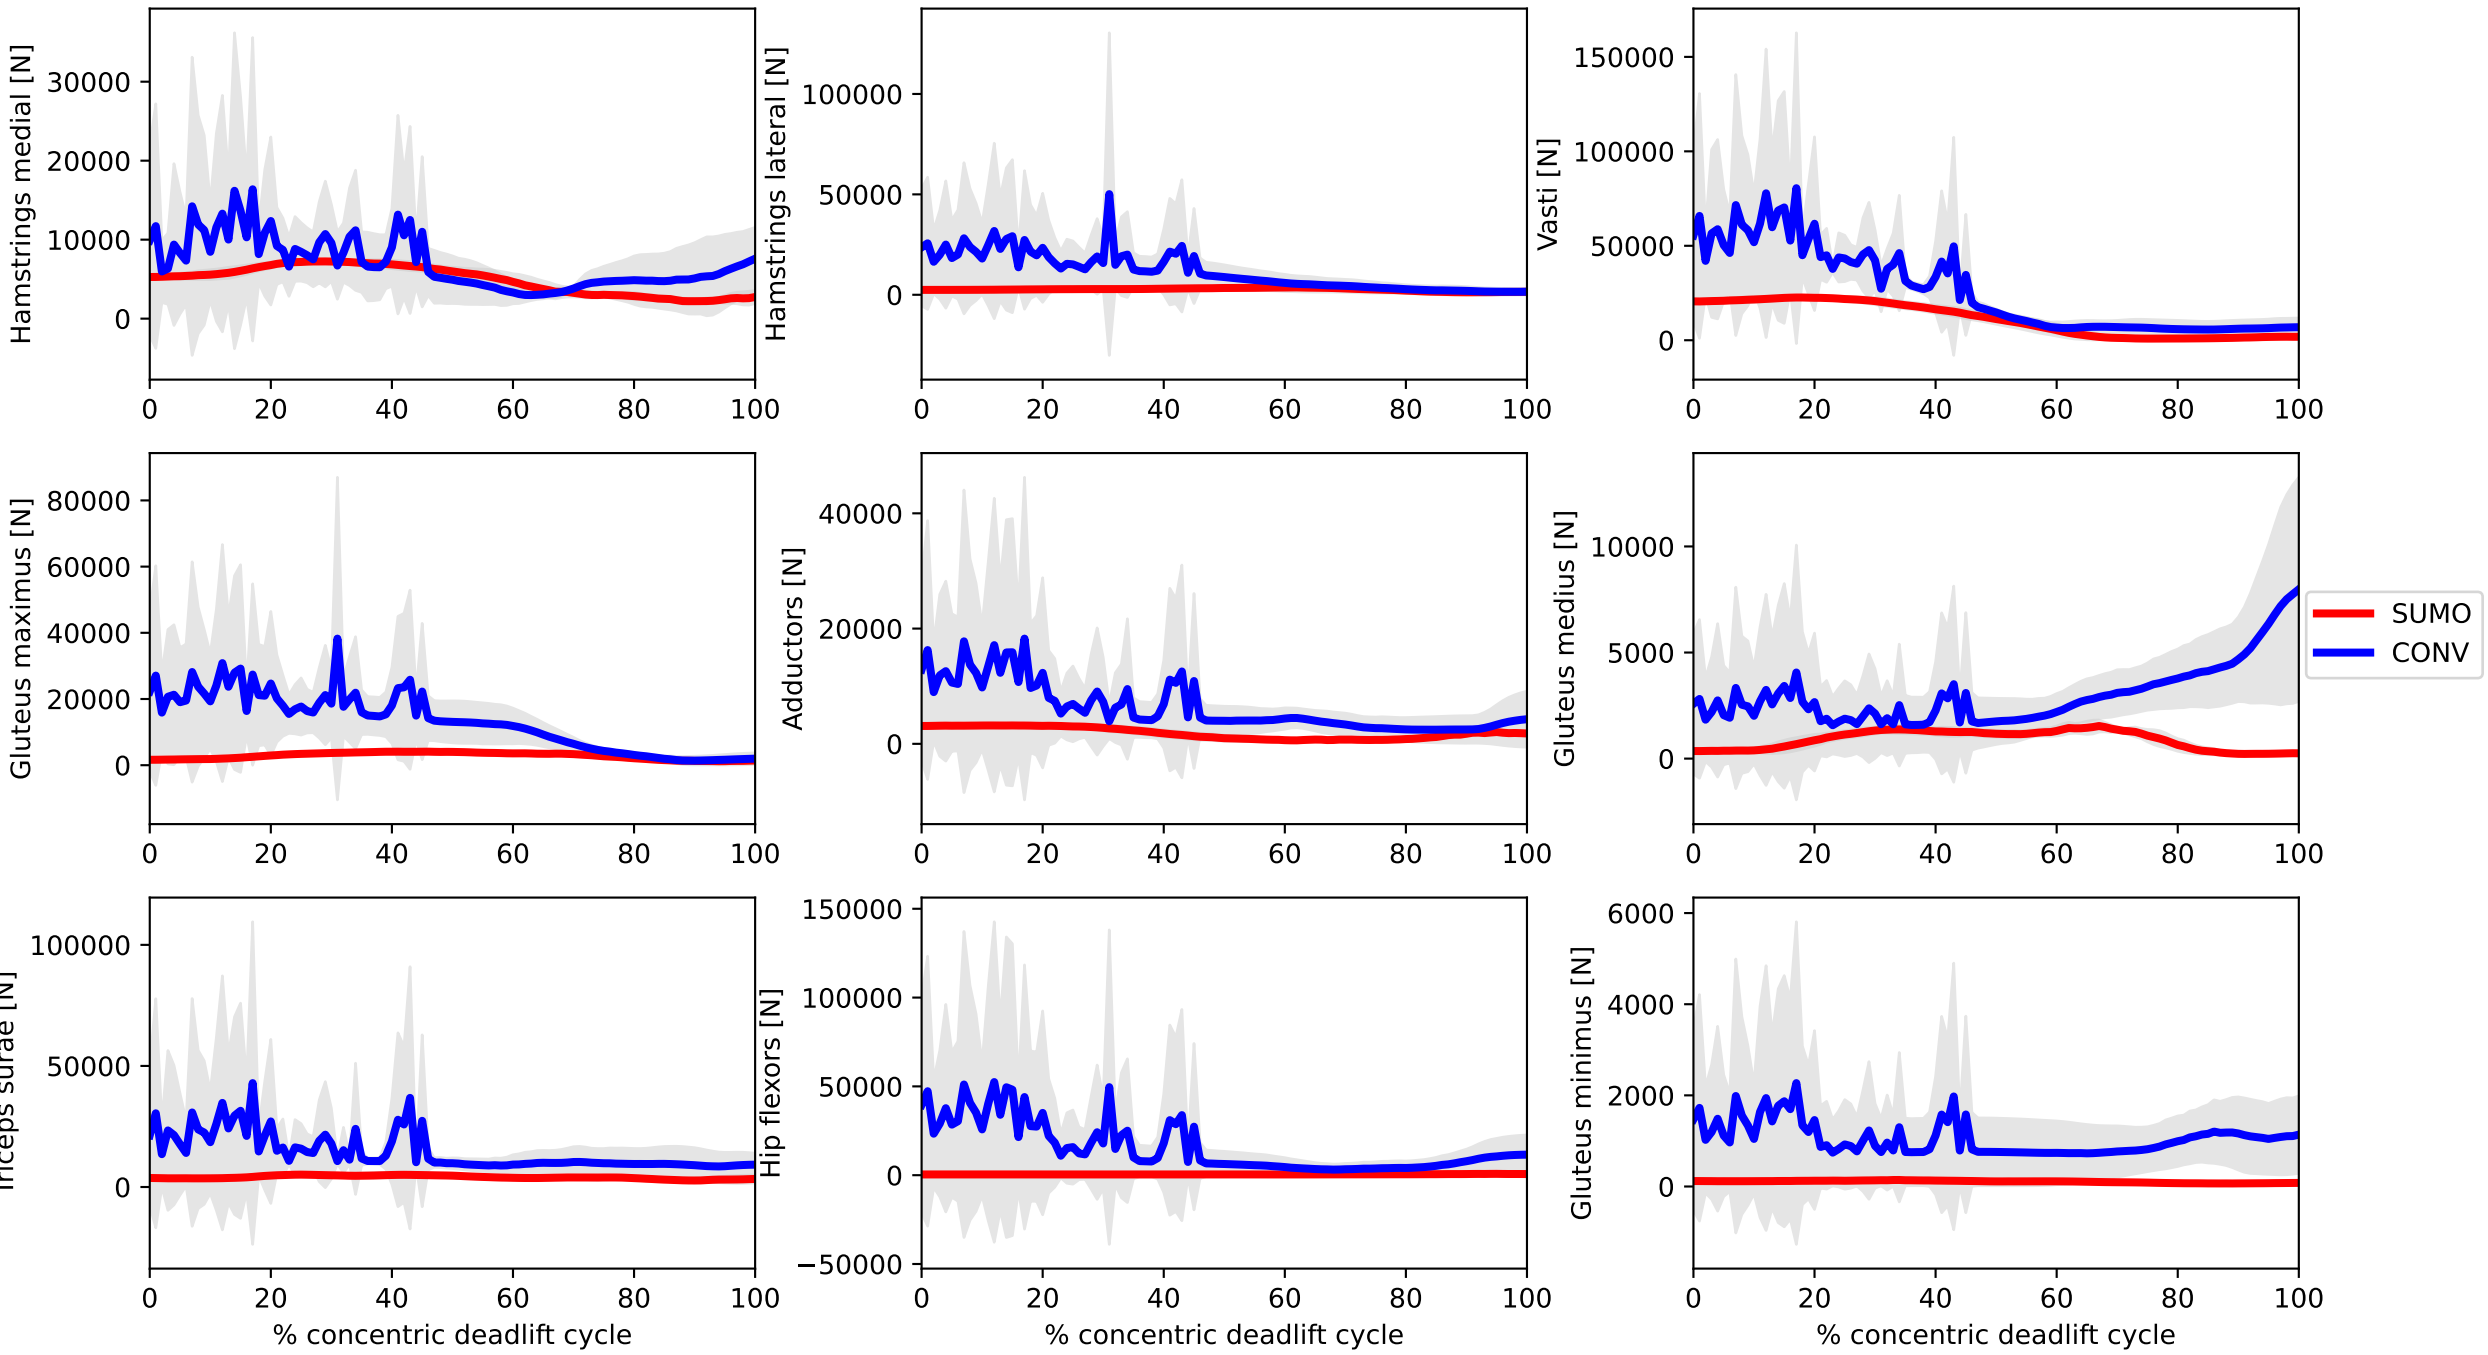 Hamstrings medial [N]
30000
20000
10000
0
0 20 40 60 80 100
Hamstrings lateral [N]
100000
50000
0
0 20 40 60 80 100
Vasti [N]
150000
100000
50000
0
0 20 40 60 80 100
Gluteus maximus [N]
80000
60000
40000
20000
0
0 20 40 60 80 100
Adductors [N]
40000
20000
0
0 20 40 60 80 100
Gluteus medius [N]
10000
5000
0
0 20 40 60 80 100
SUMO
CONV
Triceps surae [N]
100000
50000
0
0 20 40 60 80 100
% concentric deadlift cycle
Hip flexors [N]
150000
100000
50000
0
−50000
0 20 40 60 80 100
% concentric deadlift cycle
Gluteus minimus [N]
6000
4000
2000
0
0 20 40 60 80 100
% concentric deadlift cycle